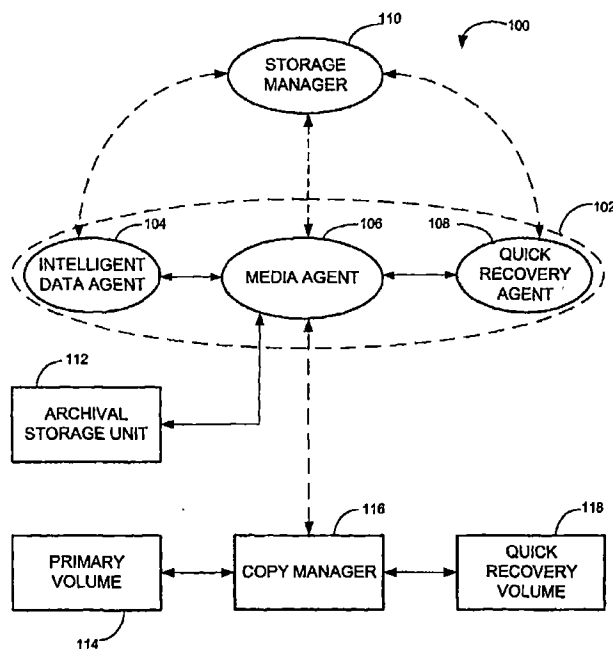 110
100
STORAGE
MANAGER
104
106
108
102
INTELLIGENT
DATA AGENT
MEDIA AGENT
QUICK
RECOVERY
AGENT
112
ARCHIVAL
STORAGE UNIT
116
118
PRIMARY
VOLUME
COPY MANAGER
QUICK
RECOVERY
VOLUME
114